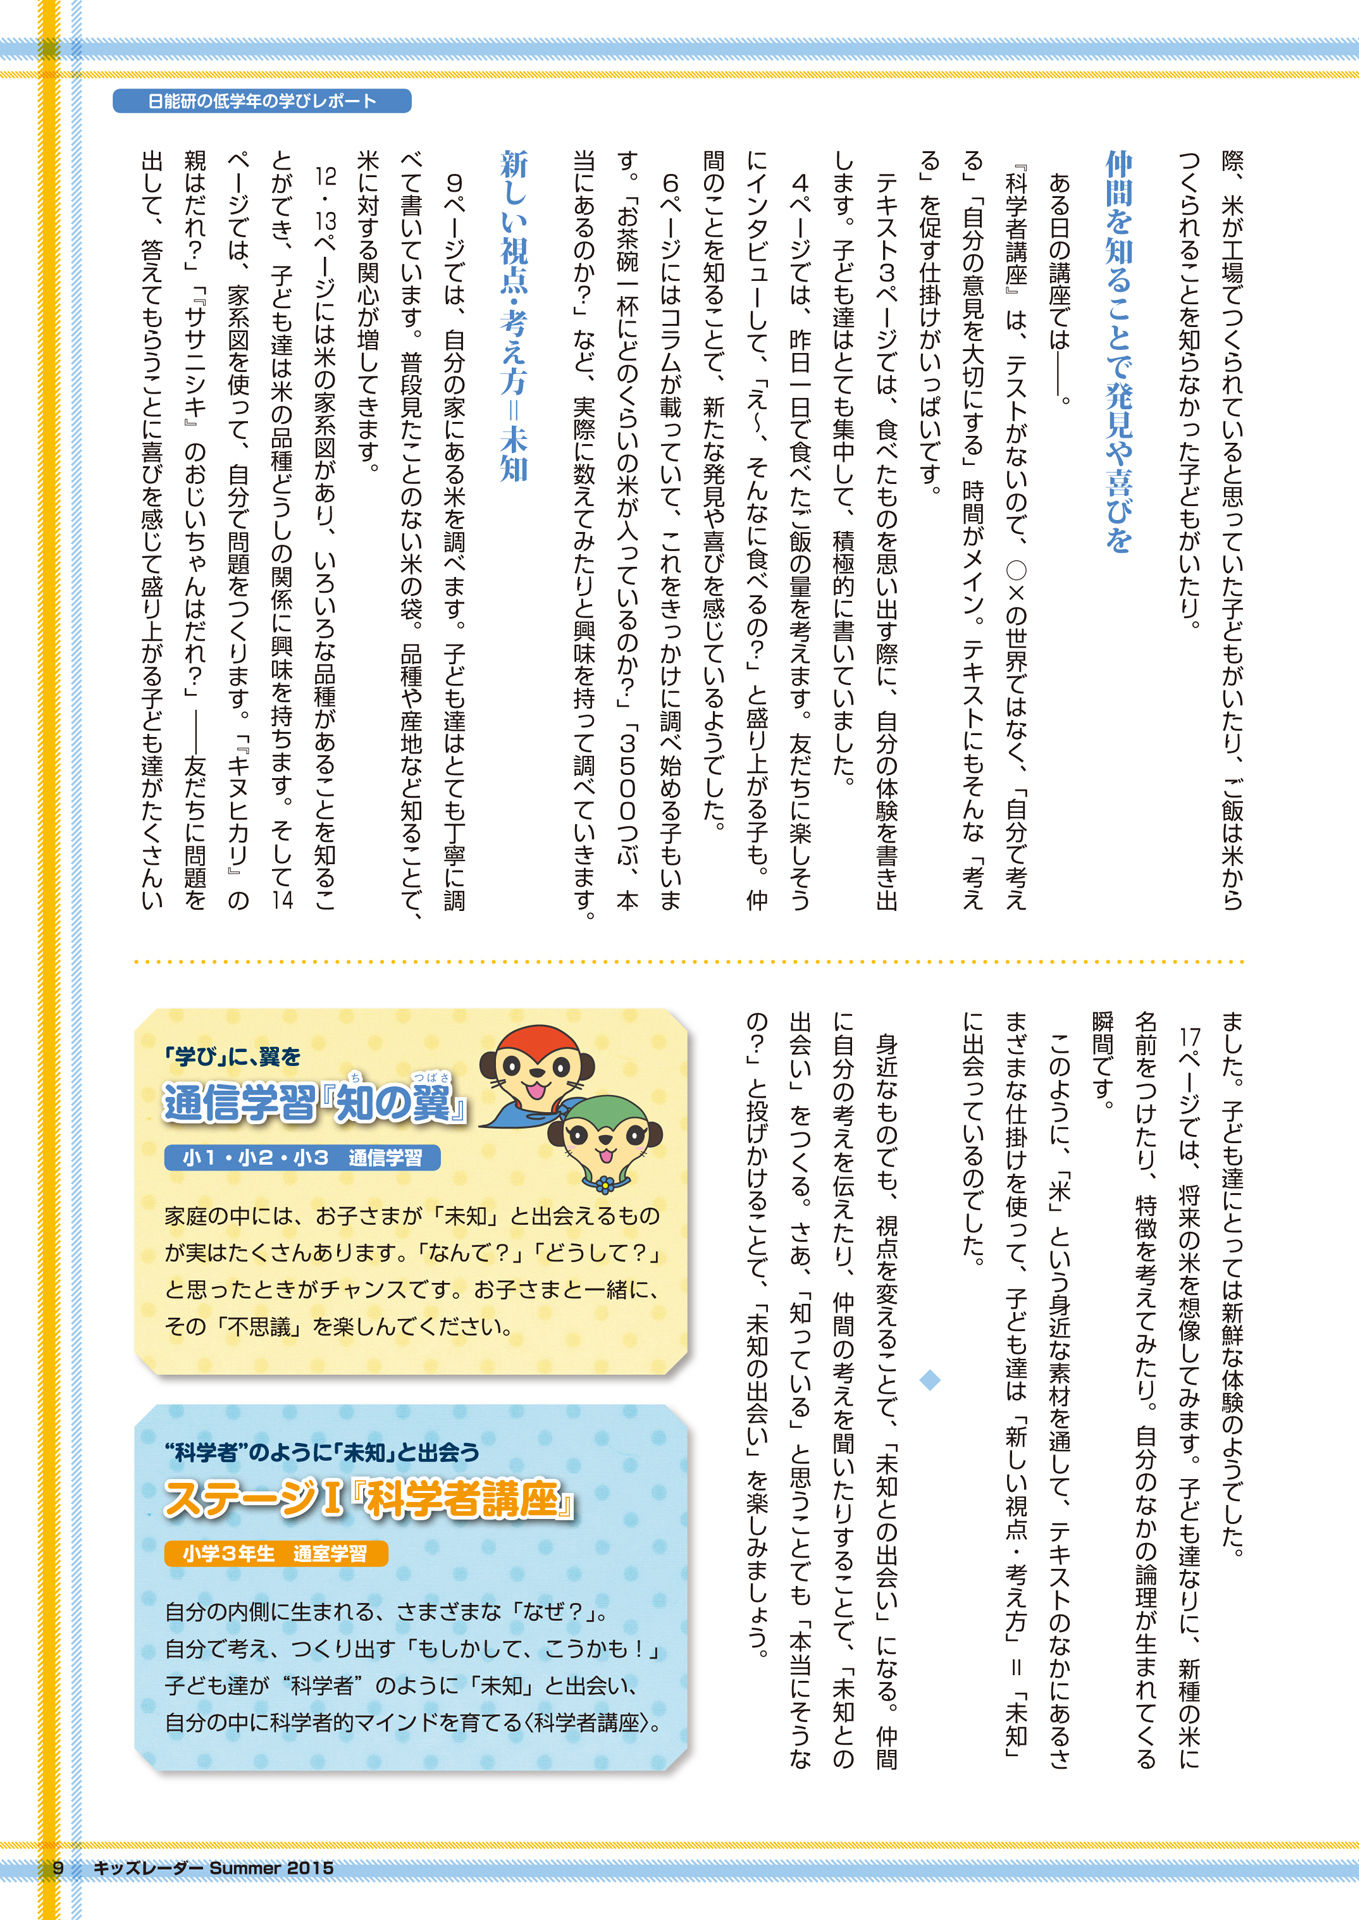 日能研の低学年の学びレポート
際、米が工場でつくられていると思っていた子どもがいたり、ご飯は米から
つくられることを知らなかった子どもがいたり。
仲間を知ることで発見や喜びを
ある日の講座では――。
『科学者講座』は、テストがないので、○×の世界ではなく、「自分で考え
る」「自分の意見を大切にする」時間がメイン。テキストにもそんな「考え
る」を促す仕掛けがいっぱいです。
テキスト3ページでは、食べたものを思い出す際に、自分の体験を書き出
します。子ども達はとても集中して、積極的に書いていました。
4ページでは、昨日一日で食べたご飯の量を考えます。友だちに楽しそう
にインタビューして、「え〜、そんなに食べるの？」と盛り上がる子も。仲
間のことを知ることで、新たな発見や喜びを感じているようでした。
6ページにはコラムが載っていて、これをきっかけに調べ始める子もいま
す。「お茶碗一杯にどのくらいの米が入っているのか？」「3500つぶ、本
当にあるのか？」など、実際に数えてみたりと興味を持って調べていきます。
新しい視点・考え方＝未知
9ページでは、自分の家にある米を調べます。子ども達はとても丁寧に調
べて書いています。普段見たことのない米の袋。品種や産地など知ることで、
米に対する関心が増してきます。
12・13ページには米の家系図があり、いろいろな品種があることを知るこ
とができ、子ども達は米の品種どうしの関係に興味を持ちます。そして14
ページでは、家系図を使って、自分で問題をつくります。「『キヌヒカリ』の
親はだれ？」「『ササニシキ』のおじいちゃんはだれ？」――友だちに問題を
出して、答えてもらうことに喜びを感じて盛り上がる子ども達がたくさんい
ました。子ども達にとっては新鮮な体験のようでした。
17ページでは、将来の米を想像してみます。子ども達なりに、新種の米に
名前をつけたり、特徴を考えてみたり。自分のなかの論理が生まれてくる
瞬間です。
このように、「米」という身近な素材を通して、テキストのなかにあるさ
まざまな仕掛けを使って、子ども達は「新しい視点・考え方」＝「未知」
に出会っているのでした。
◆
身近なものでも、視点を変えることで、「未知との出会い」になる。仲間
に自分の考えを伝えたり、仲間の考えを聞いたりすることで、「未知との
出会い」をつくる。さあ、「知っている」と思うことでも「本当にそうな
の？」と投げかけることで、「未知の出会い」を楽しみましょう。
「学び」に、翼を
通信学習『知の翼』
ち つばさ
小1・小2・小3　通信学習
家庭の中には、お子さまが「未知」と出会えるもの
が実はたくさんあります。「なんで？」「どうして？」
と思ったときがチャンスです。お子さまと一緒に、
その「不思議」を楽しんでください。
“科学者”のように「未知」と出会う
ステージⅠ『科学者講座』
小学3年生　通室学習
自分の内側に生まれる、さまざまな「なぜ？」。
自分で考え、つくり出す「もしかして、こうかも！」
子ども達が“科学者”のように「未知」と出会い、
自分の中に科学者的マインドを育てる〈科学者講座〉。
9 キッズレーダー Summer 2015